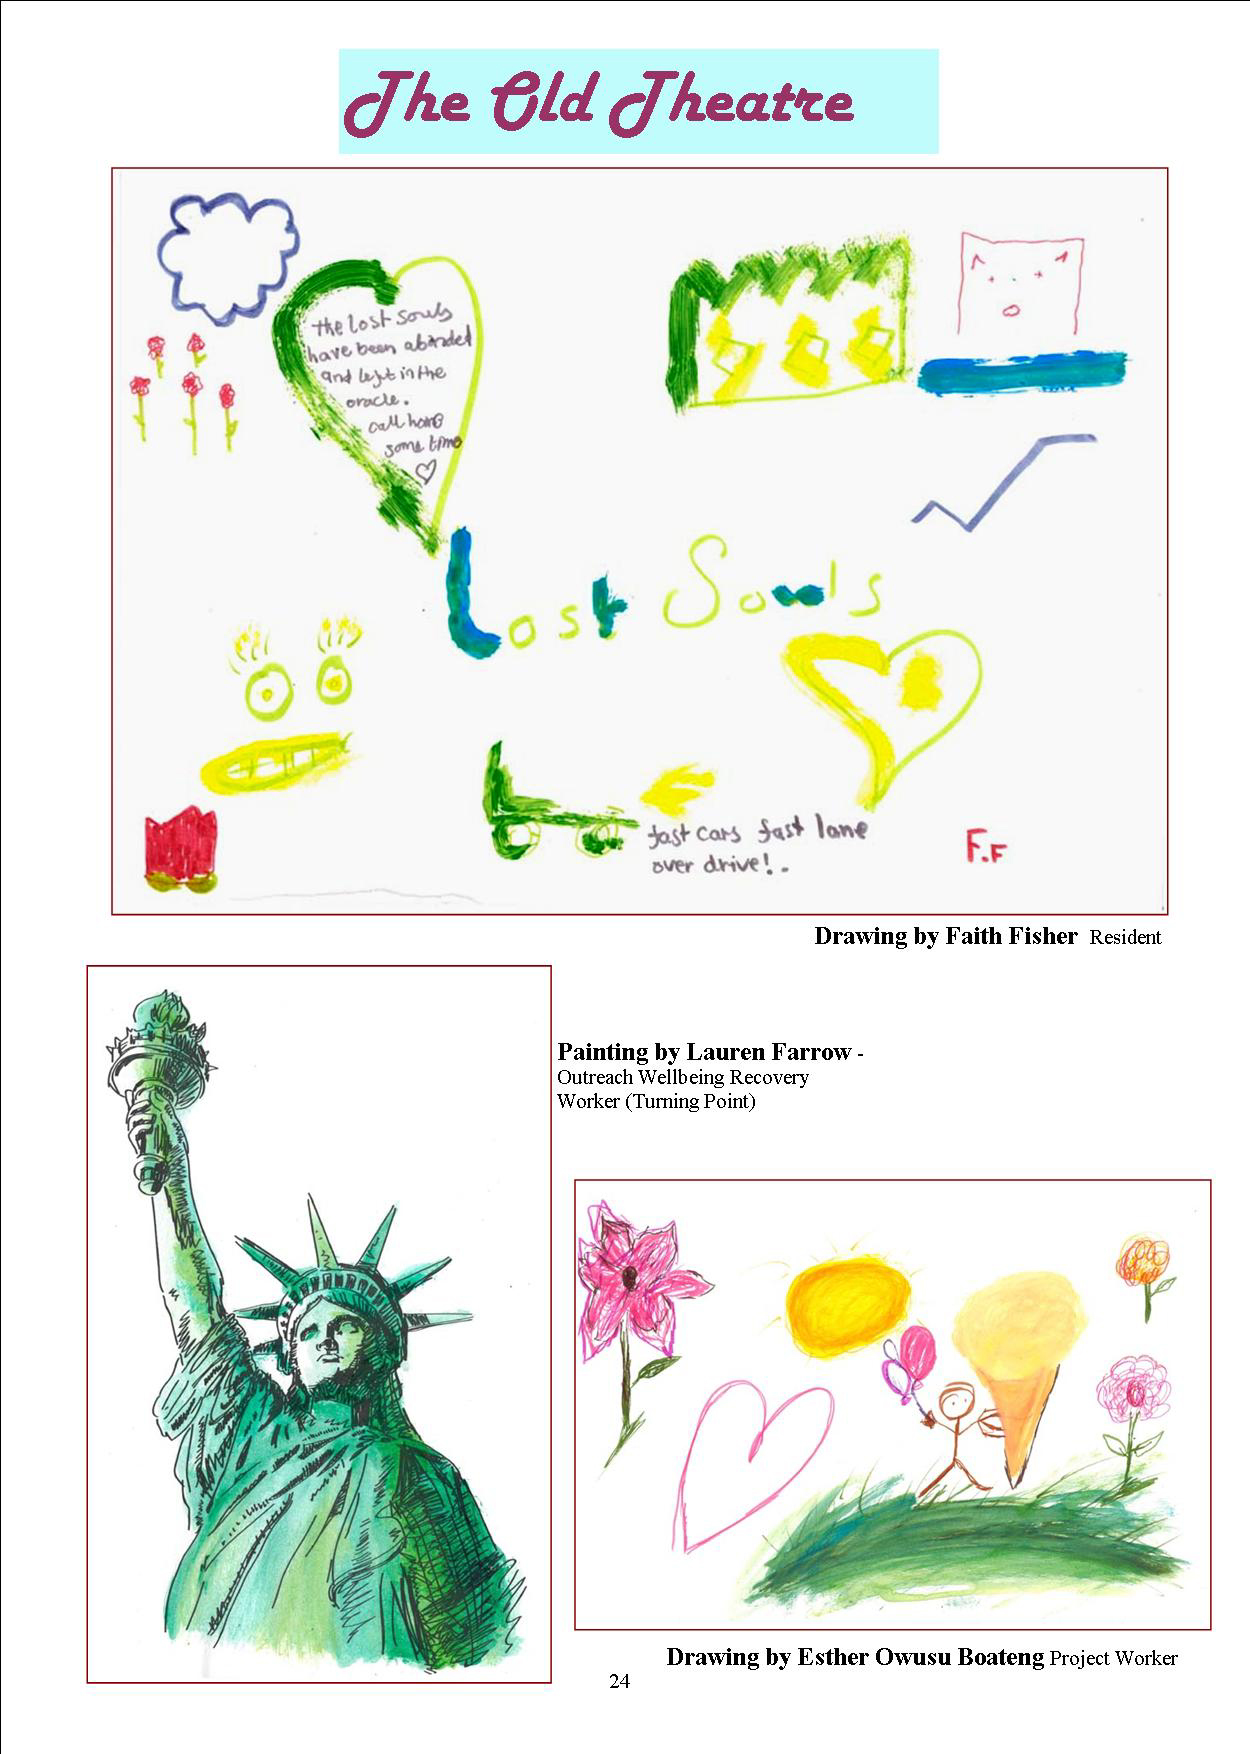 The Old Theatre
the lost souls
have been abanded
and left in the
oracle.
call home
some time
Lost Souls
fast cars fast lane
over drive!.
F.F
Drawing by Faith Fisher Resident
Painting by Lauren Farrow -
Outreach Wellbeing Recovery
Worker (Turning Point)
Drawing by Esther Owusu Boateng Project Worker
24